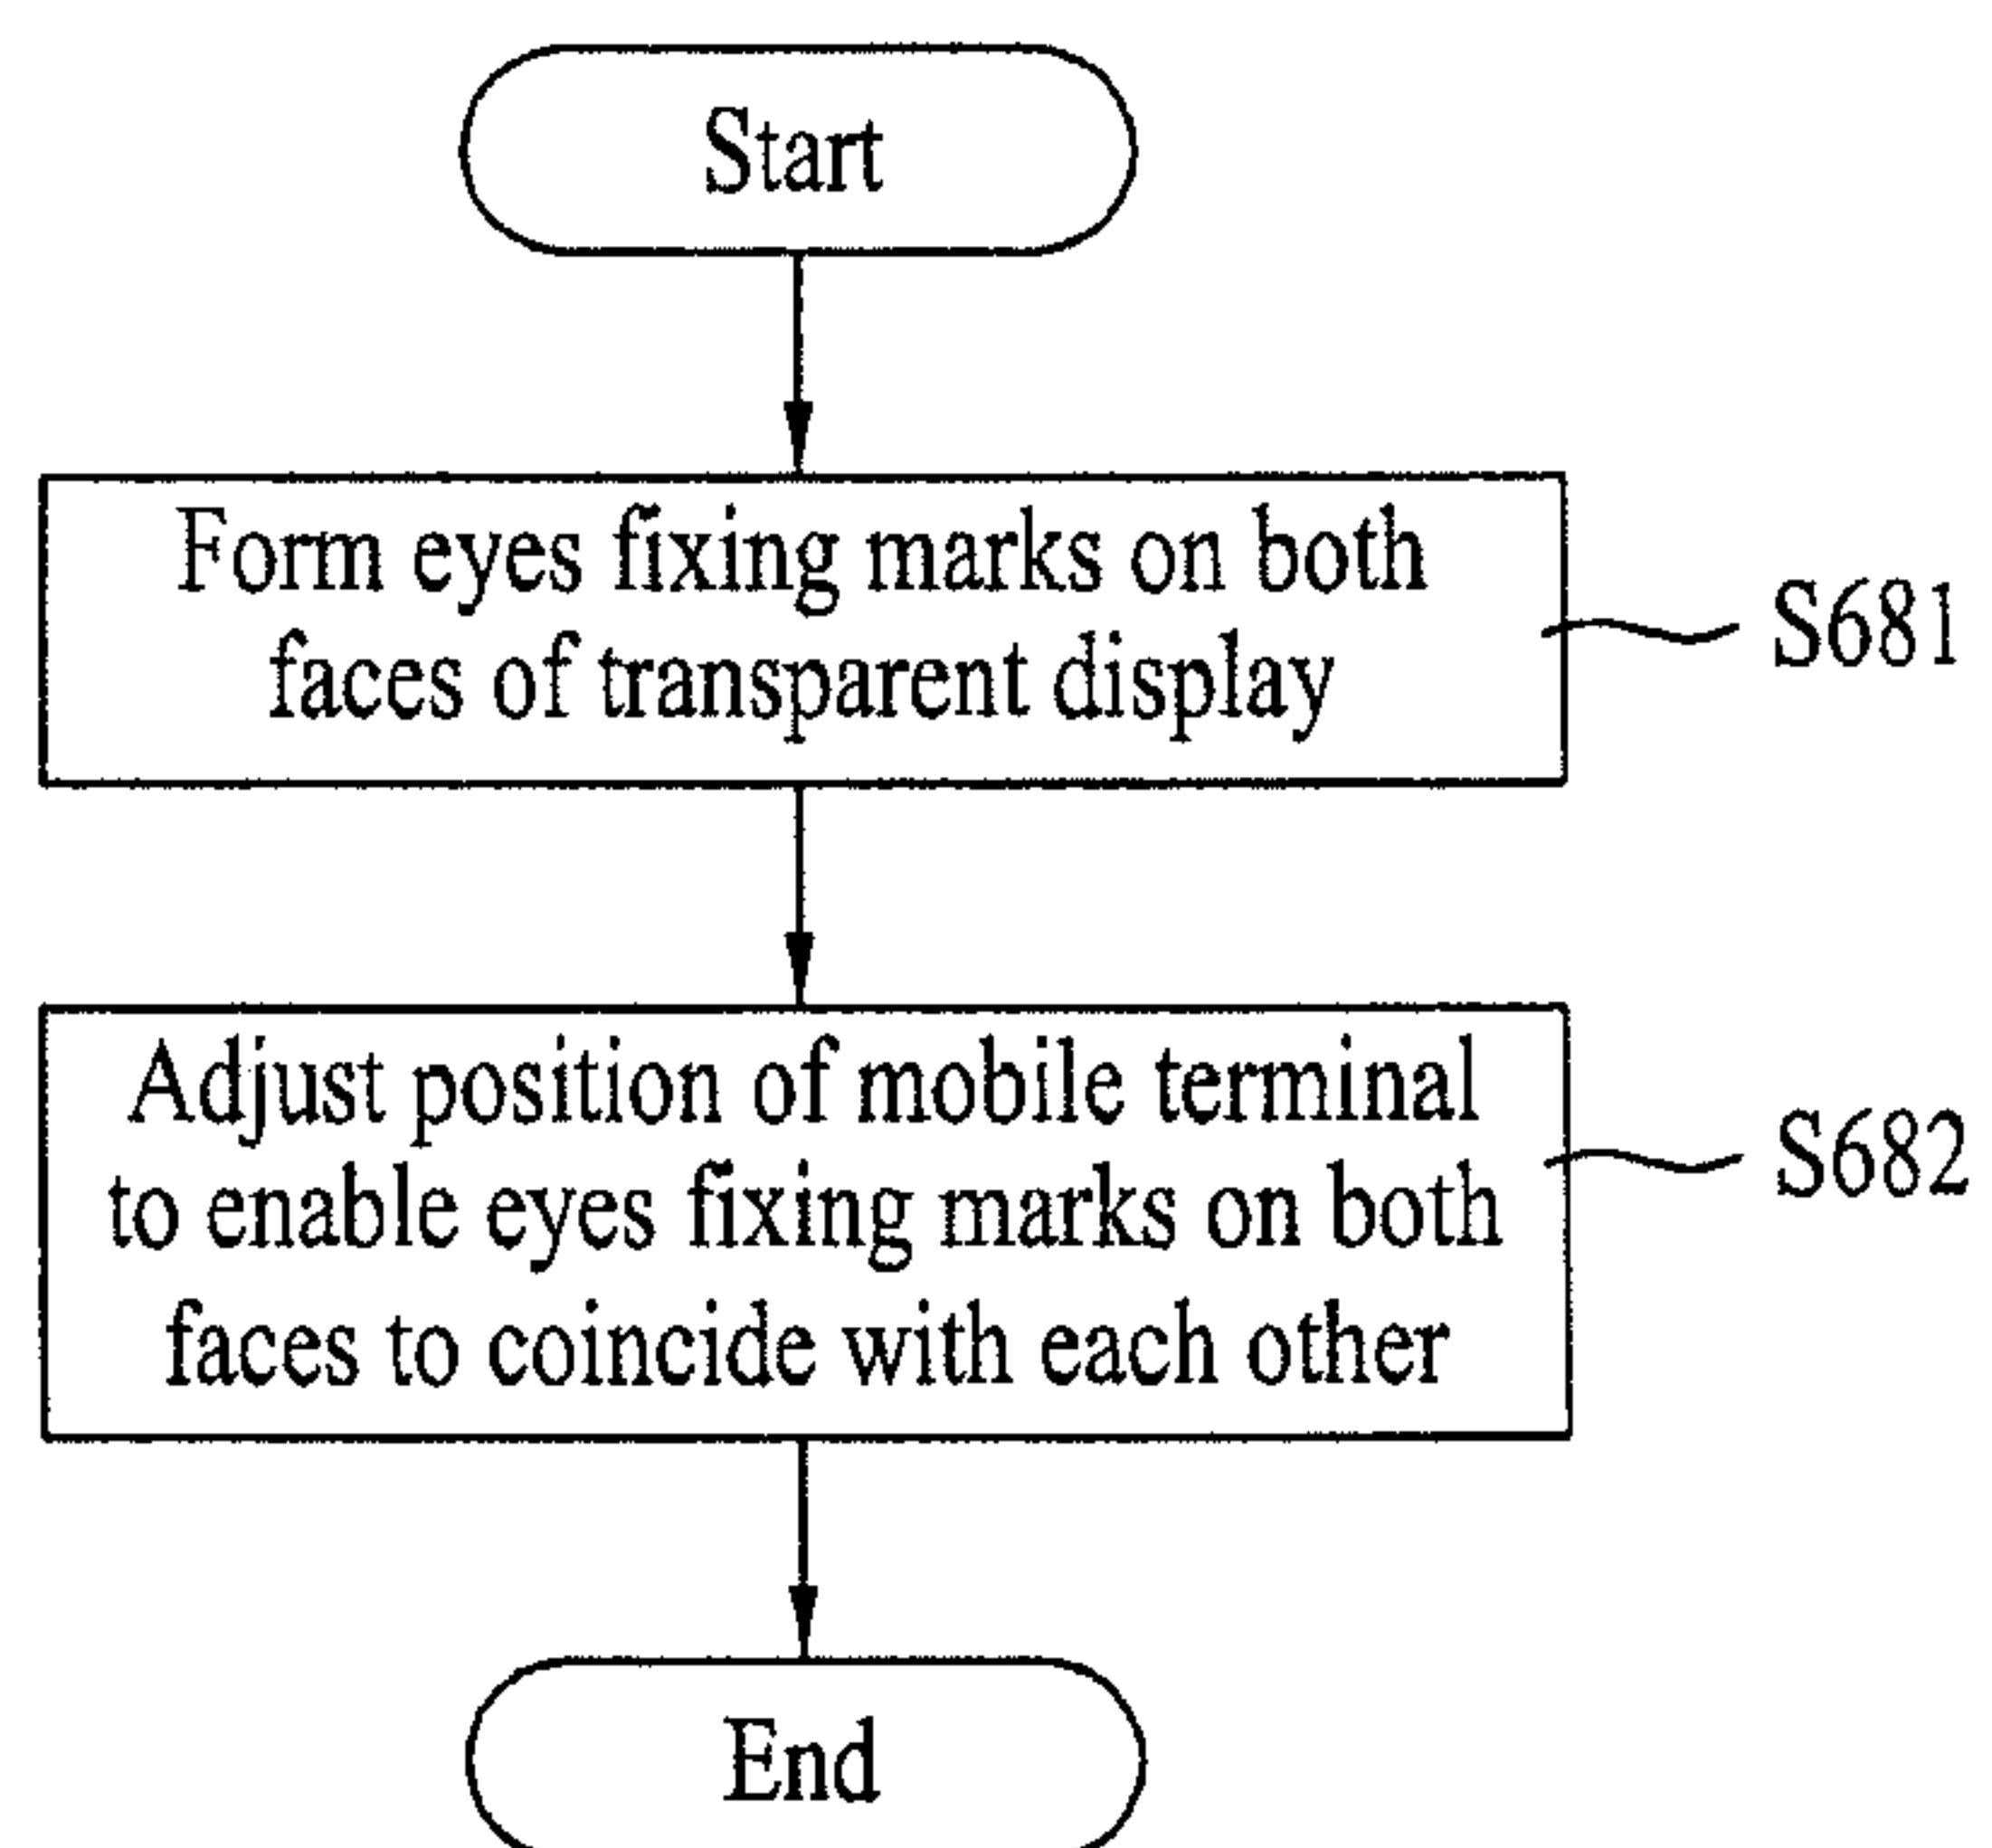 Start
Form eyes fixing marks on both
faces of transparent display
S681
Adjust position of mobile terminal
to enable eyes fixing marks on both
faces to coincide with each other
S682
End